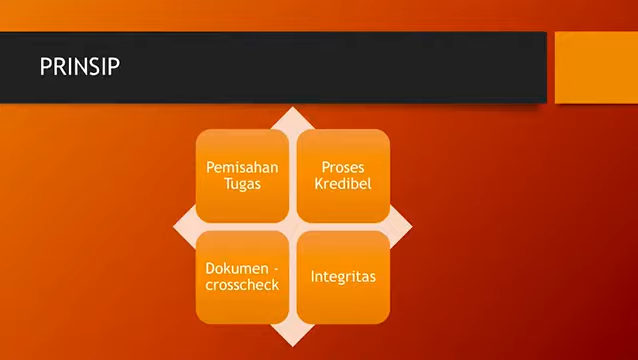 PRINSIP
Pemisahan
Tugas
Proses
Kredibel
Dokumen -
crosscheck
Integritas